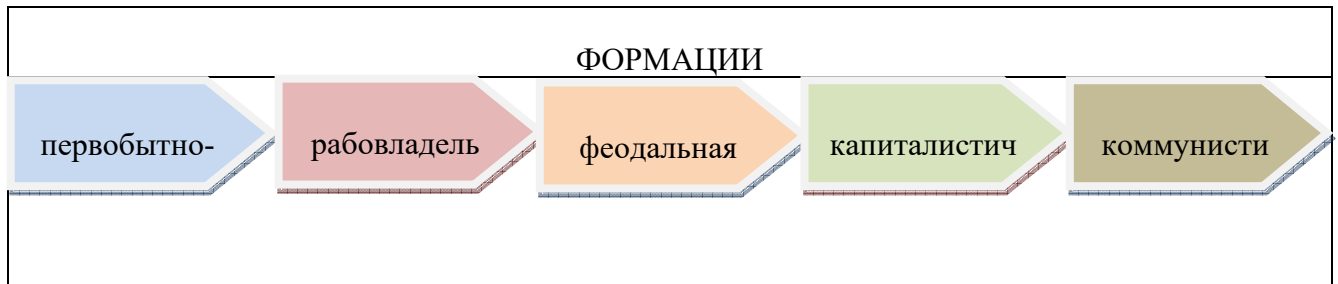 ФОРМАЦИИ
первобытно-
рабовладель
феодальная
капиталистич
коммунисти